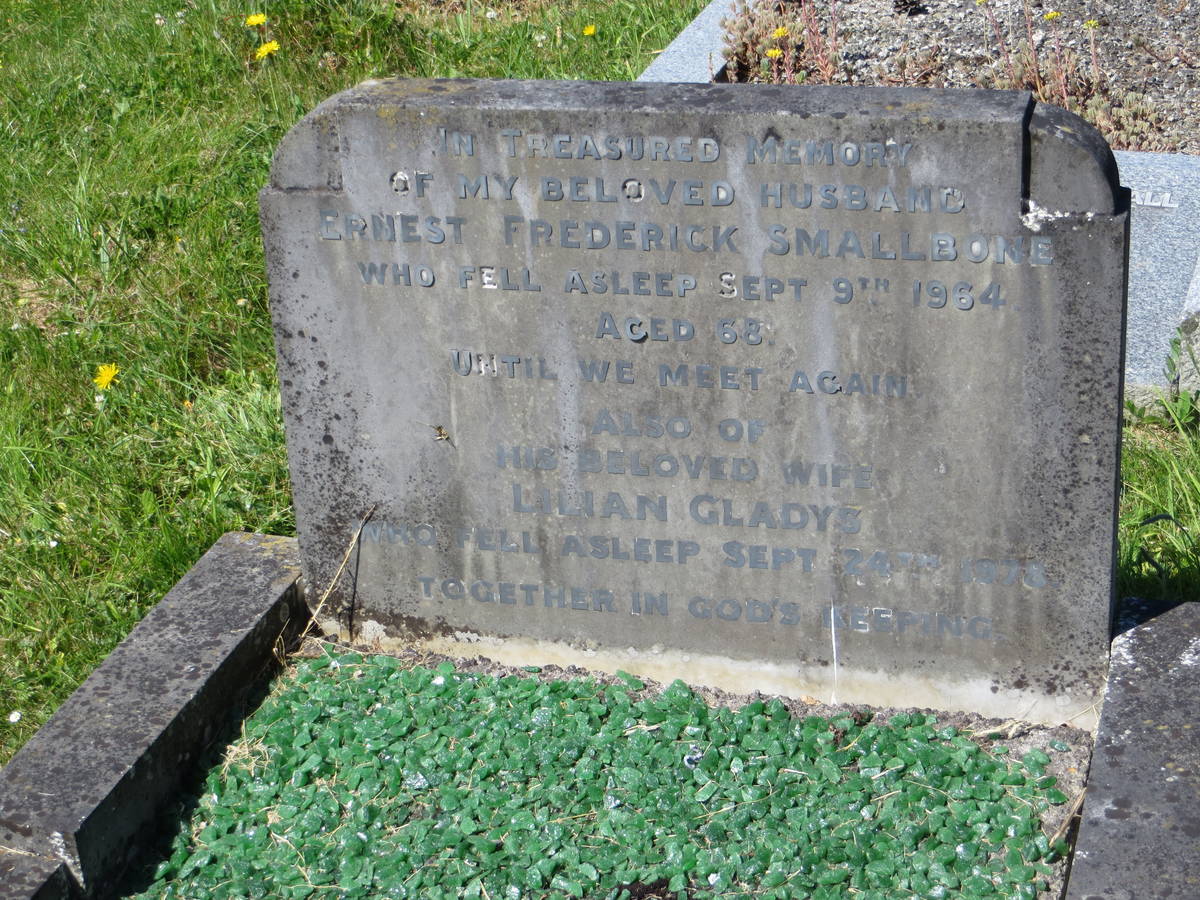 IN TREASURED MEMORY
OF MY BELOVED HUSBAND
ERNEST FREDERICK SMALLBONE
WHO FELL ASLEEP SEPT 9TH 1964
AGED 68.
UNTIL WE MEET AGAIN.
ALSO OF
HIS BELOVED WIFE
LILIAN GLADYS
WHO FELL ASLEEP SEPT 24TH
TOGETHER IN GOD'S KEEPING.